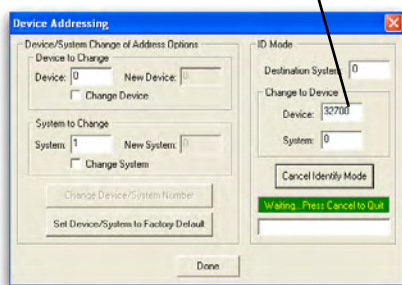 Device Addressing
Device/System Change of Address Options
Device to Change
Device: 0 New Device: 0
Change Device
System to Change
System: 1 New System: 0
Change System
Change Device/System Number
Set Device/System to Factory Default
ID Mode
Destination System: 0
Change to Device
Device: 32700
System: 0
Cancel Identify Mode
Waiting...Press Cancel to Quit
Done